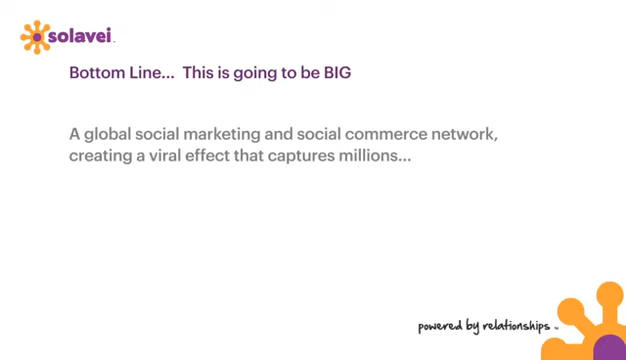 solavei
Bottom Line... This is going to be BIG
A global social marketing and social commerce network,
creating a viral effect that captures millions...
powered by relationships